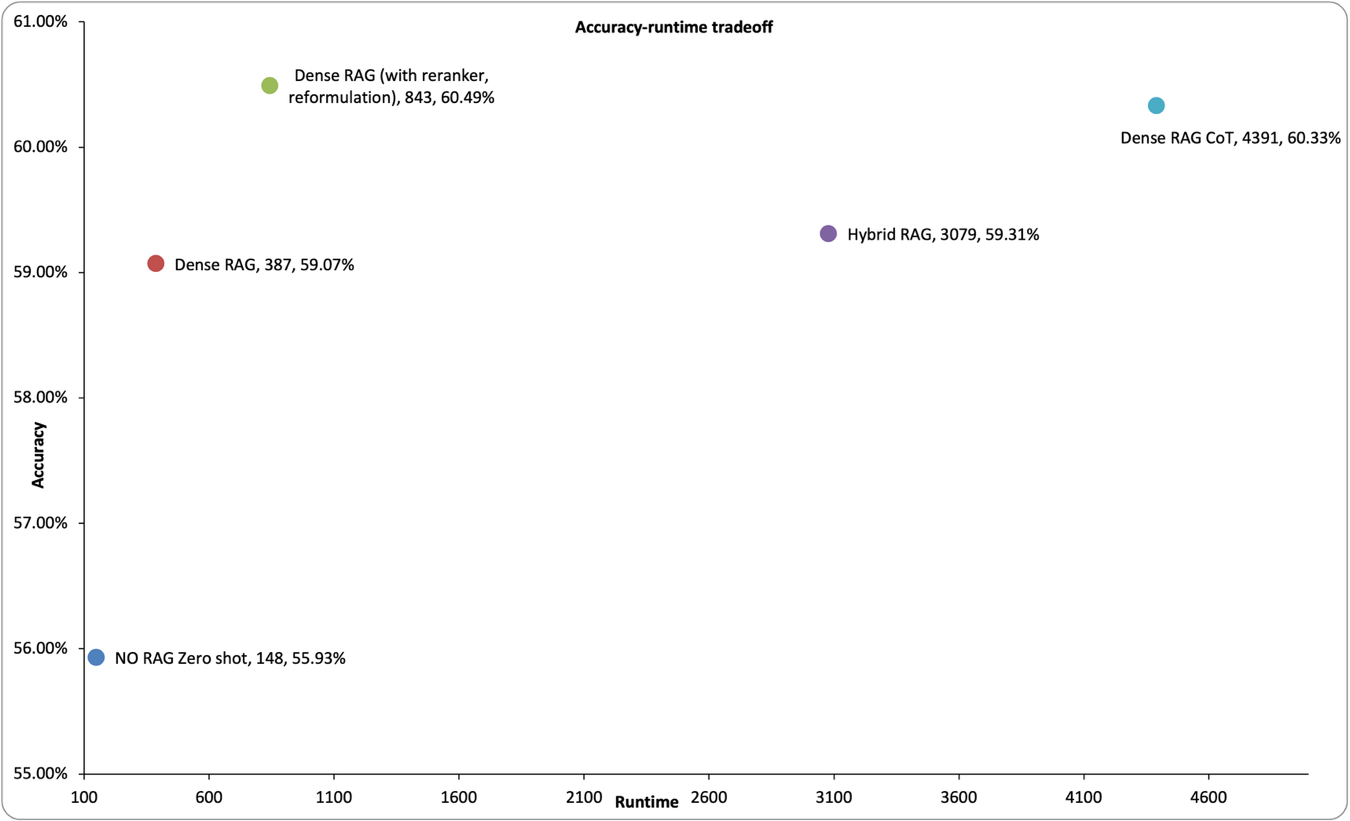 Accuracy-runtime tradeoff
61.00%
60.00%
59.00%
58.00%
57.00%
56.00%
55.00%
Accuracy
Dense RAG (with reranker,
reformulation), 843, 60.49%
Dense RAG CoT, 4391, 60.33%
Hybrid RAG, 3079, 59.31%
Dense RAG, 387, 59.07%
NO RAG Zero shot, 148, 55.93%
100 600 1100 1600 2100 2600 3100 3600 4100 4600
Runtime